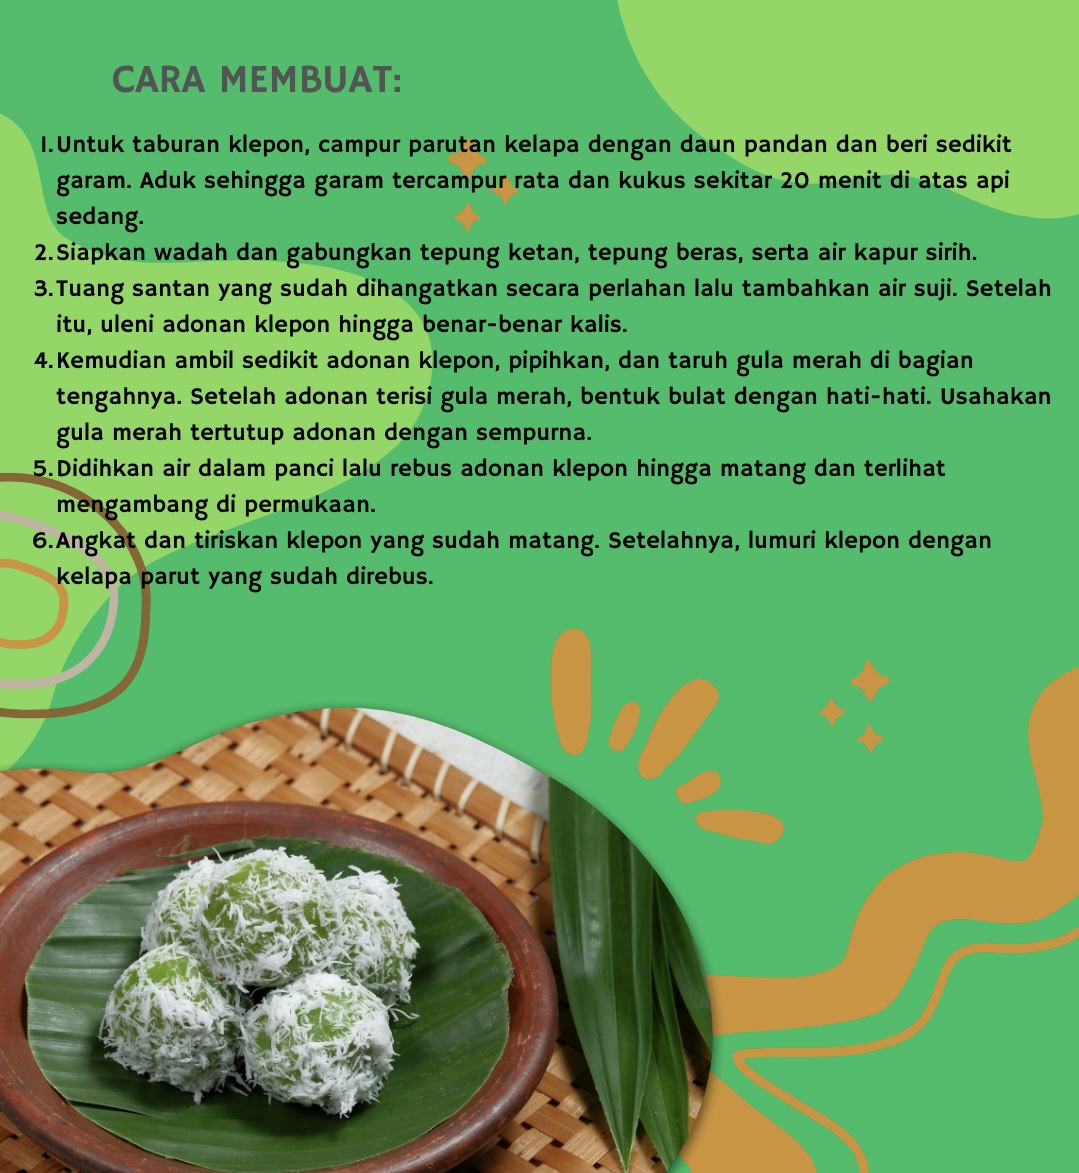 CARA MEMBUAT:
1. Untuk taburan klepon, campur parutan kelapa dengan daun pandan dan beri sedikit
garam. Aduk sehingga garam tercampur rata dan kukus sekitar 20 menit di atas api
sedang.
2. Siapkan wadah dan gabungkan tepung ketan, tepung beras, serta air kapur sirih.
3. Tuang santan yang sudah dihangatkan secara perlahan lalu tambahkan air suji. Setelah
itu, uleni adonan klepon hingga benar-benar kalis.
4. Kemudian ambil sedikit adonan klepon, pipihkan, dan taruh gula merah di bagian
tengahnya. Setelah adonan terisi gula merah, bentuk bulat dengan hati-hati. Usahakan
gula merah tertutup adonan dengan sempurna.
5. Didihkan air dalam panci lalu rebus adonan klepon hingga matang dan terlihat
mengambang di permukaan.
6. Angkat dan tiriskan klepon yang sudah matang. Setelahnya, lumuri klepon dengan
kelapa parut yang sudah direbus.